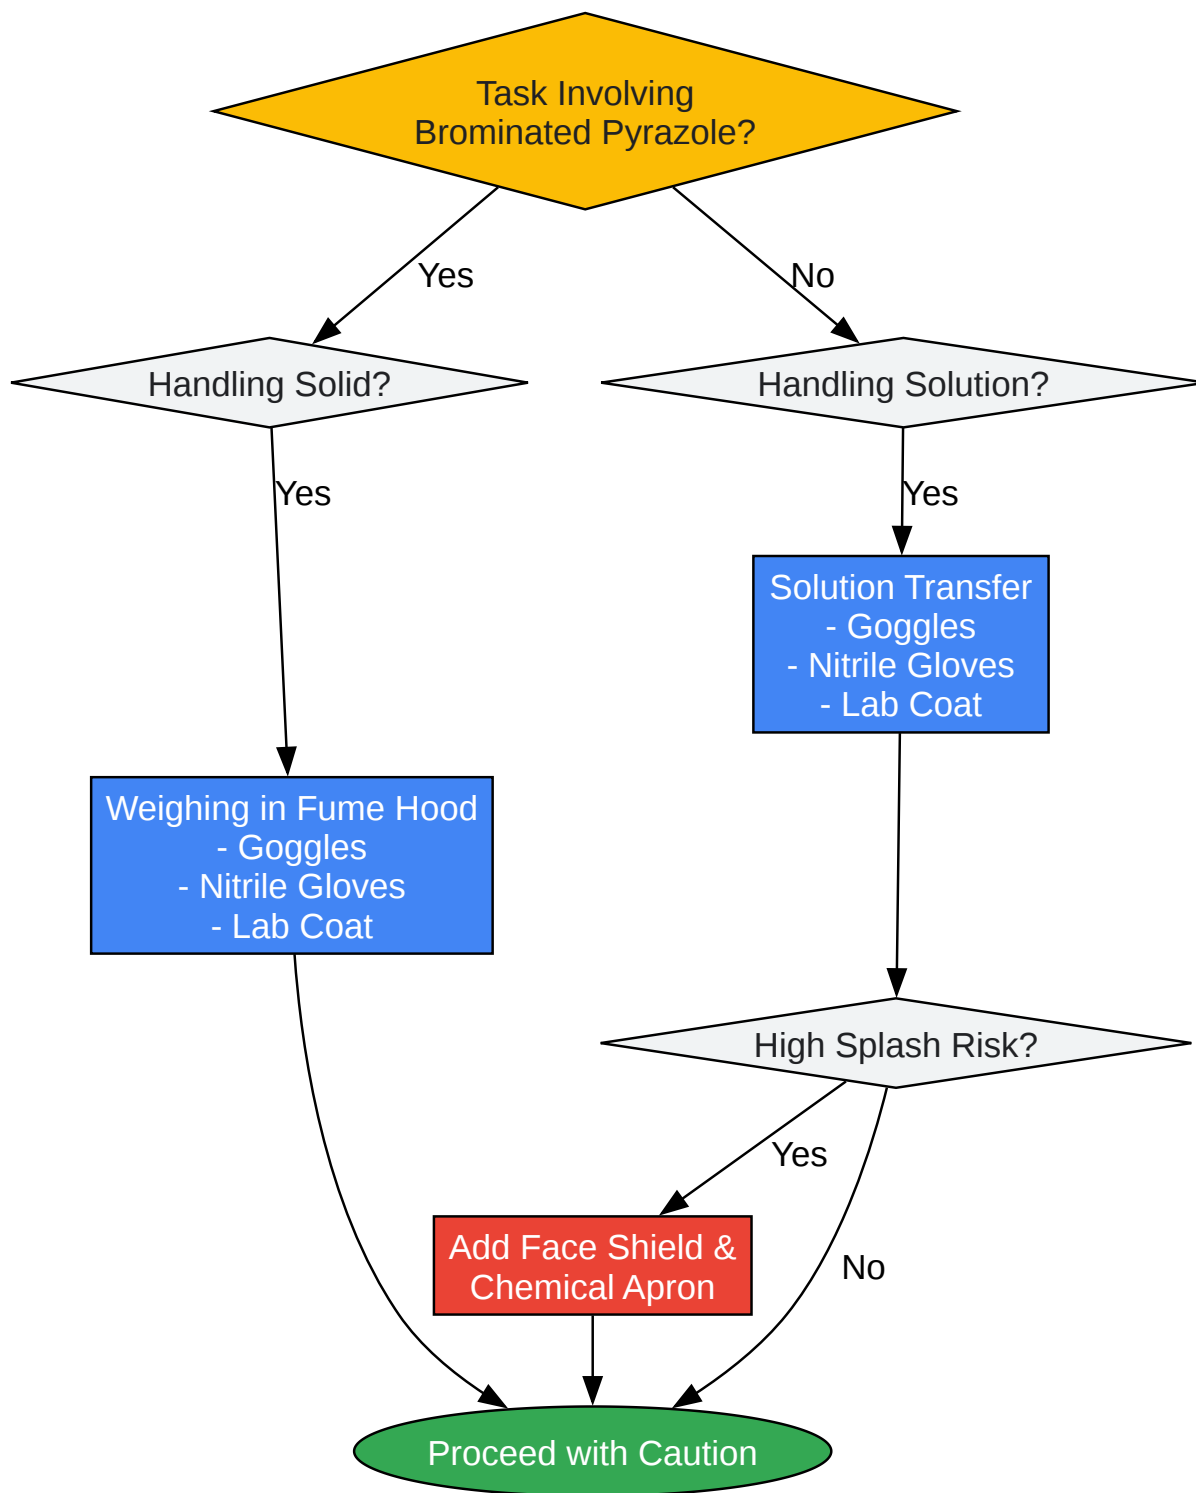 Task Involving
Brominated Pyrazole?
Yes
No
Handling Solid?
Handling Solution?
Yes
Yes
Solution Transfer
- Goggles
- Nitrile Gloves
- Lab Coat
Weighing in Fume Hood
- Goggles
- Nitrile Gloves
- Lab Coat
High Splash Risk?
Yes
No
Add Face Shield &
Chemical Apron
Proceed with Caution